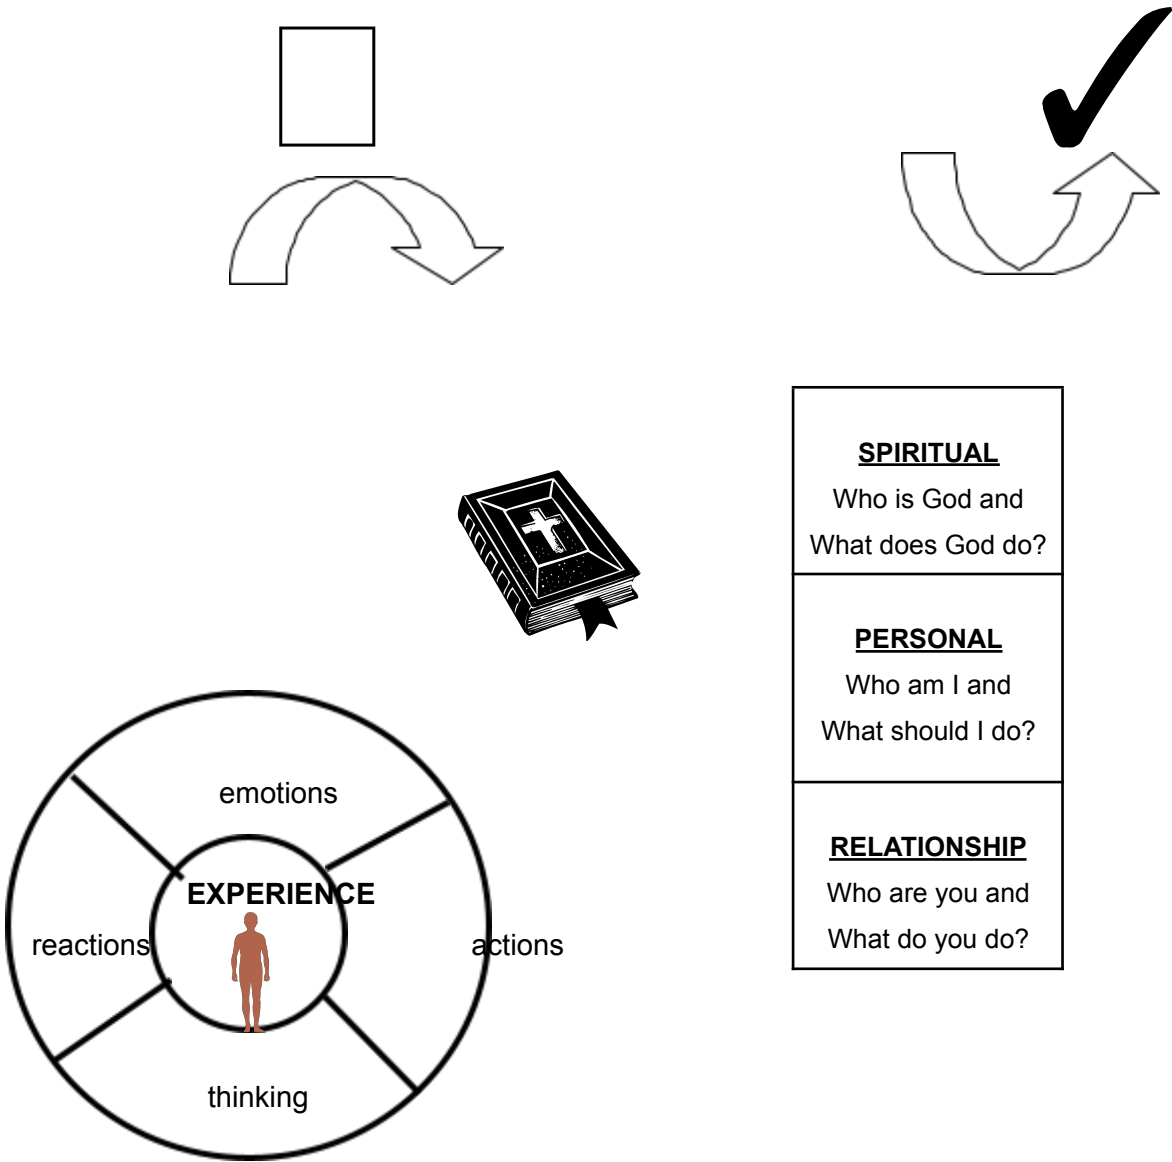 SPIRITUAL
Who is God and
What does God do?
PERSONAL
Who am I and
What should I do?
RELATIONSHIP
Who are you and
What do you do?
emotions
EXPERIENCE
reactions
actions
thinking